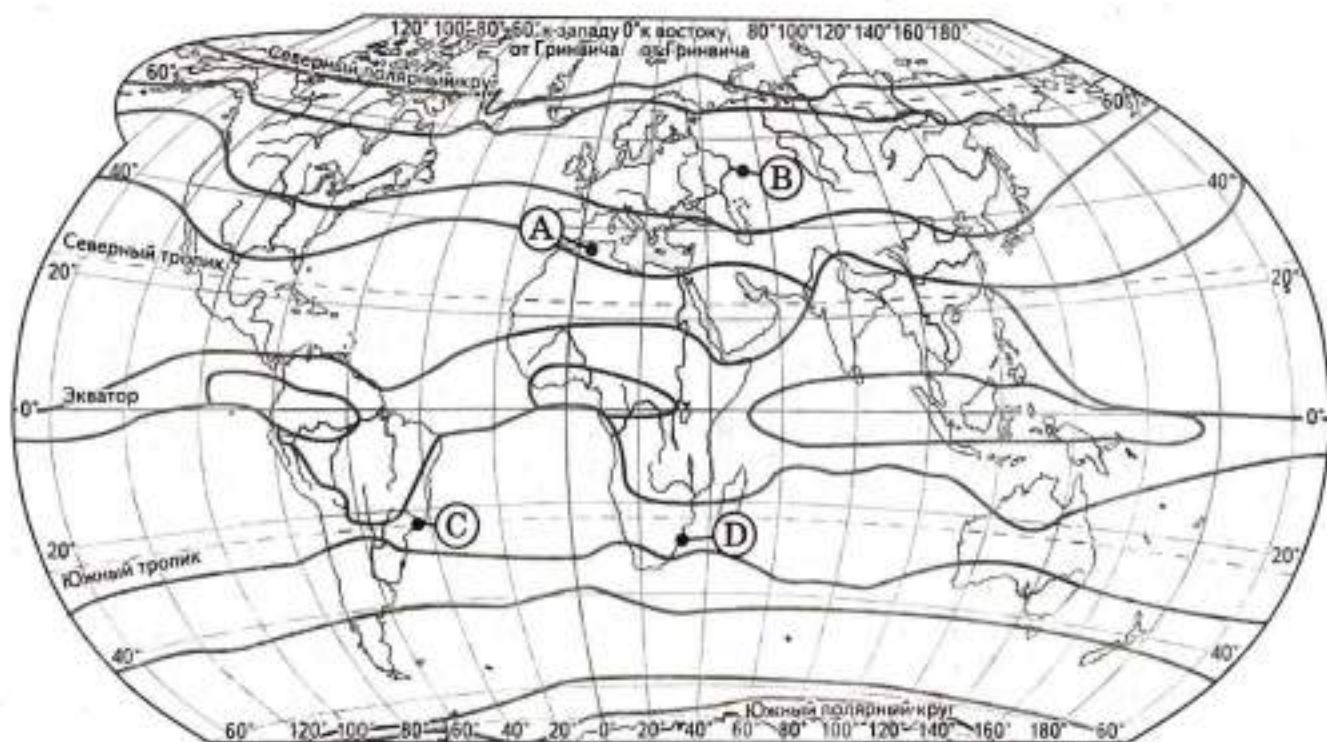 120° 100° 80° 60° к западу 0° к востоку 80° 100° 120° 140° 160° 180°
от Гринвича от Гринвича
Северный полярный круг
60° 60°
B
40° 40°
A
Северный тропик
20° 20°
Экватор
0° 0°
C D
20° 20°
Южный тропик
40° 40°
Южный полярный круг
60° 120° 100° 80° 60° 40° 20° 0° 20° 40° 60° 80° 100° 120° 140° 160° 180° 60°